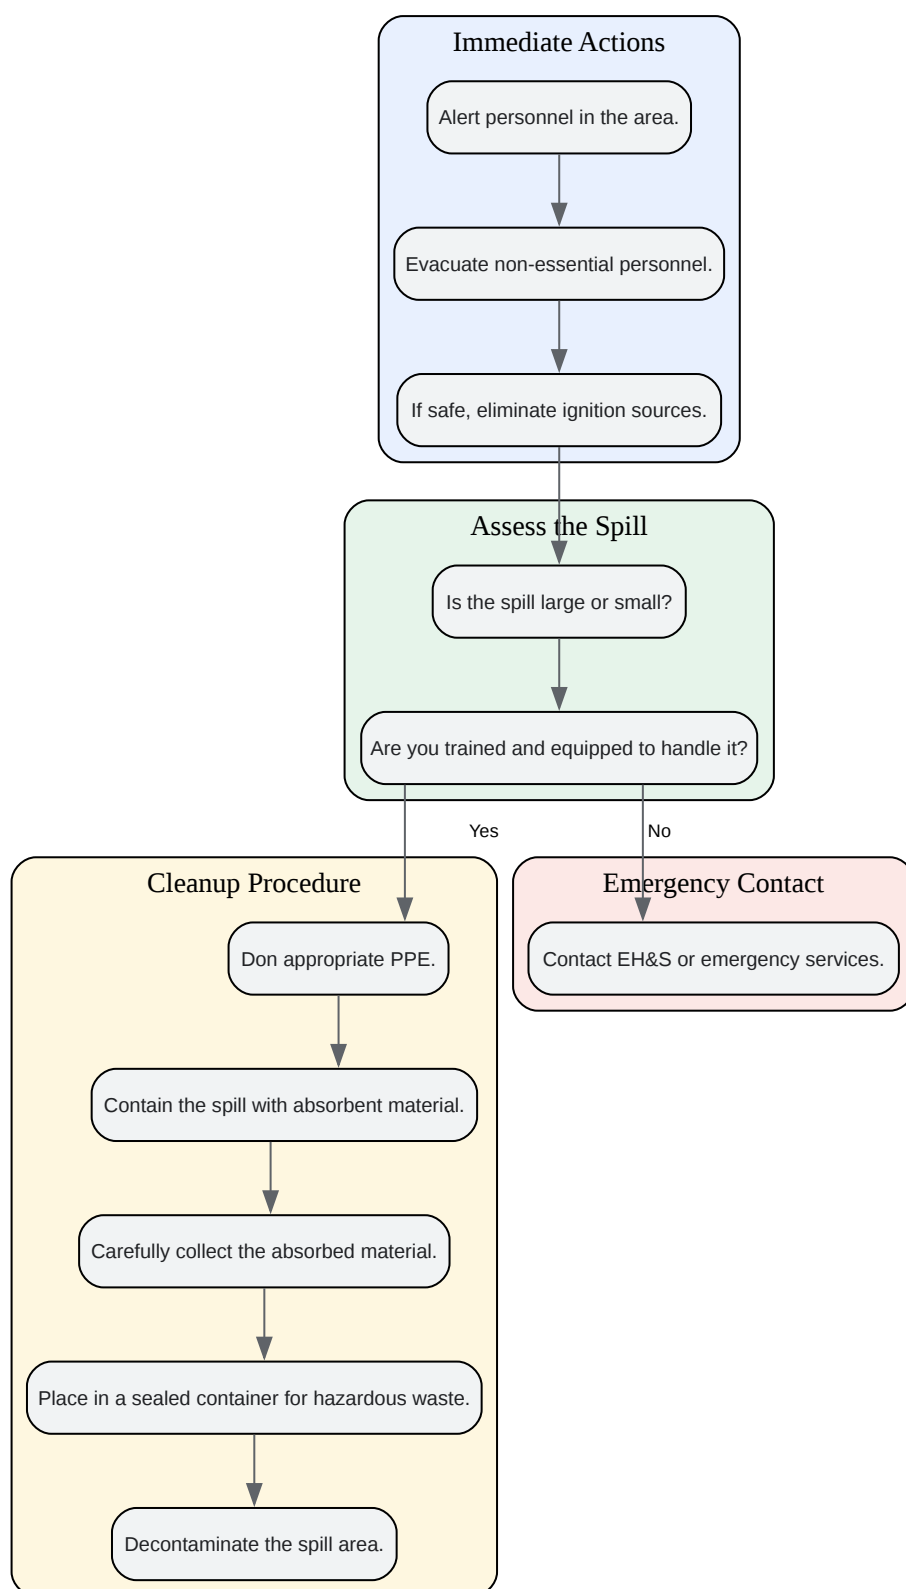 Immediate Actions
Alert personnel in the area.
Evacuate non-essential personnel.
If safe, eliminate ignition sources.
Assess the Spill
Is the spill large or small?
Are you trained and equipped to handle it?
Yes
No
Cleanup Procedure
Emergency Contact
Don appropriate PPE.
Contact EH&S or emergency services.
Contain the spill with absorbent material.
Carefully collect the absorbed material.
Place in a sealed container for hazardous waste.
Decontaminate the spill area.